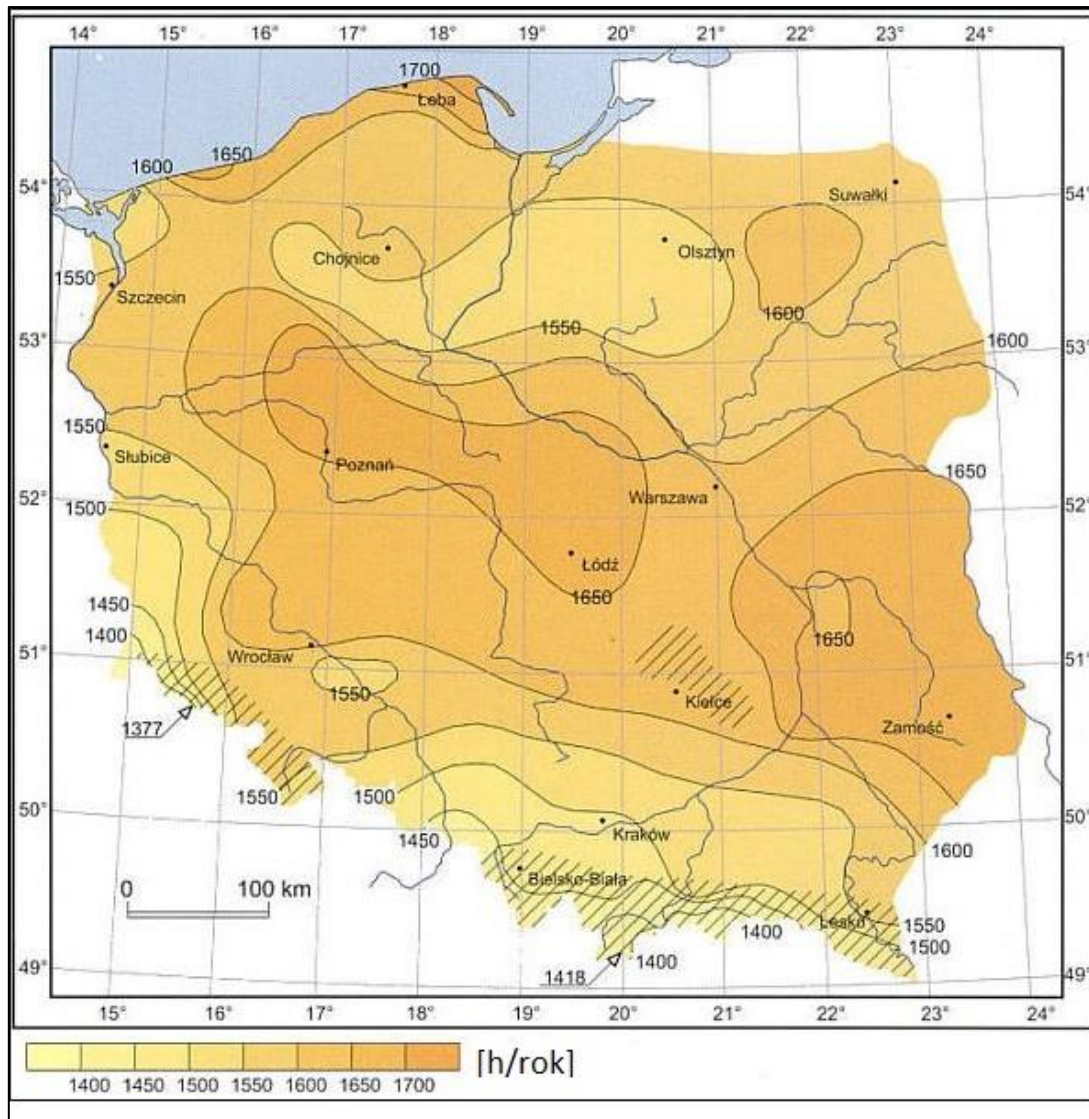 14° 15° 16° 17° 18° 19° 20° 21° 22° 23° 24°
1700
Łeba
1650
1600
54° 54°
Suwałki
Chojnice
Olsztyn
1550
Szczecin
1600
1550
1600
53° 53°
1550
Słubice
Poznań
1650
Warszawa
52° 52°
1500
Łódź
1650
1450
1650
1400
51° 51°
Wrocław
1550
Kielce
Zamość
1377
1550
1500
50° 50°
1450
Kraków
1600
0 100 km
Bielsko-Biała
Lesko
1550
1400
1500
1400
1418
49° 49°
15° 16° 17° 18° 19° 20° 21° 22° 23° 24°
[h/rok]
1400 1450 1500 1550 1600 1650 1700